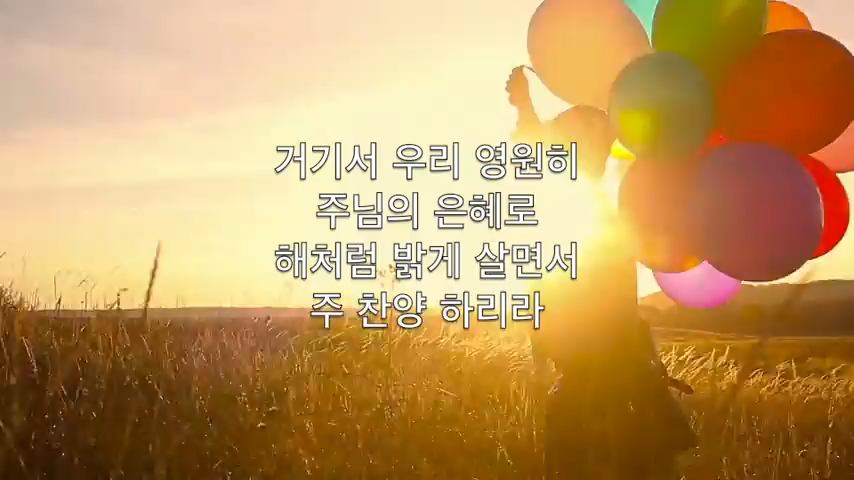 거기서 우리 영원히
주님의 은혜로
해처럼 밝게 살면서
주 찬양 하리라